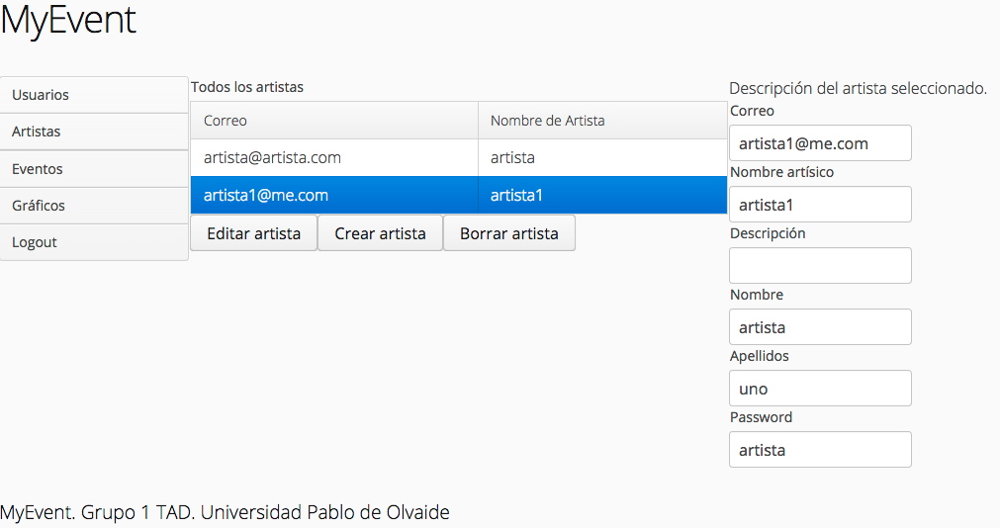 MyEvent
Usuarios
Artistas
Eventos
Gráficos
Logout
Todos los artistas
Correo Nombre de Artista
artista@artista.com artista
artista1@me.com artista1
Editar artista Crear artista Borrar artista
Descripción del artista seleccionado.
Correo
artista1@me.com
Nombre artísico
artista1
Descripción
Nombre
artista
Apellidos
uno
Password
artista
MyEvent. Grupo 1 TAD. Universidad Pablo de Olvaide